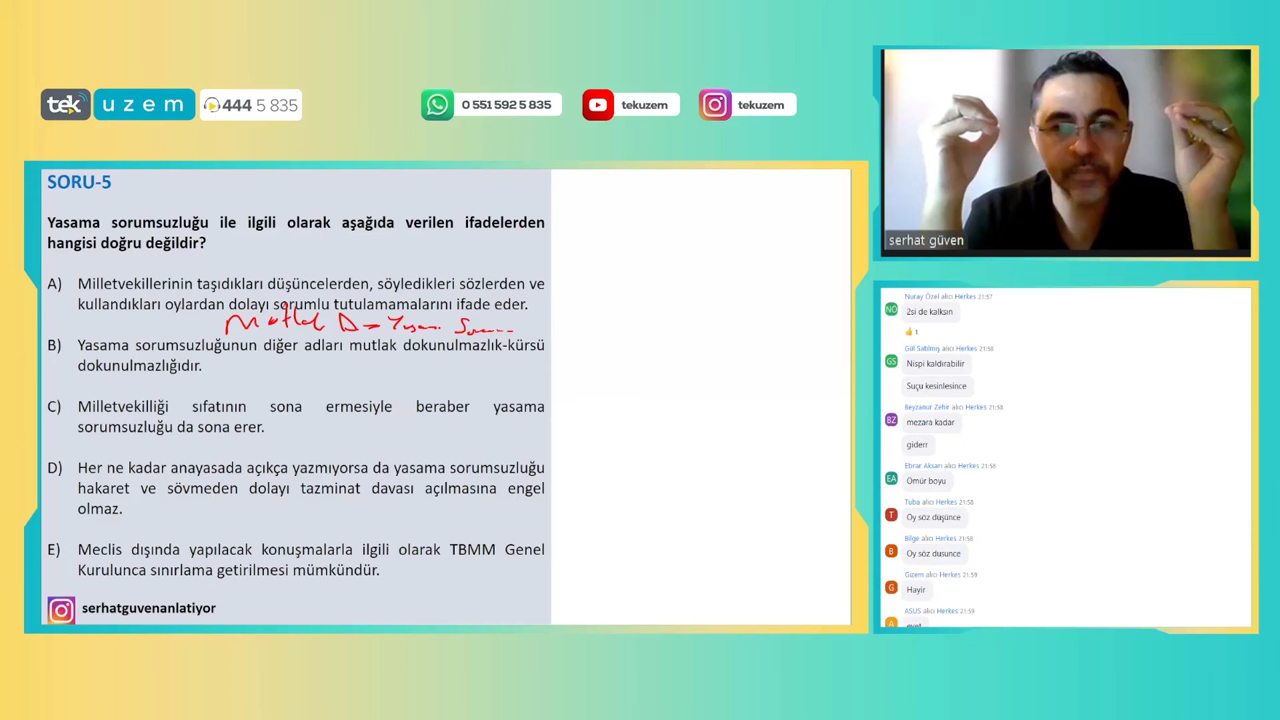 tek uzem 444 5 835
0 551 592 5 835
tekuzem
tekuzem
SORU-5
Yasama sorumsuzluğu ile ilgili olarak aşağıda verilen ifadelerden
hangisi doğru değildir?
A) Milletvekillerinin taşıdıkları düşüncelerden, söyledikleri sözlerden ve
kullandıkları oylardan dolayı sorumlu tutulamamalarını ifade eder.
Mutlak D = Yasama
B) Yasama sorumsuzluğunun diğer adları mutlak dokunulmazlık-kürsü
dokunulmazlığıdır.
C) Milletvekilliği sıfatının sona ermesiyle beraber yasama
sorumsuzluğu da sona erer.
D) Her ne kadar anayasada açıkça yazmıyorsa da yasama sorumsuzluğu
hakaret ve sövmeden dolayı tazminat davası açılmasına engel
olmaz.
E) Meclis dışında yapılacak konuşmalarla ilgili olarak TBMM Genel
Kurulunca sınırlama getirilmesi mümkündür.
serhatguvenanlatiyor
serhat güven
Nuray Özel alıcı Herkes 21:57
NÖ 2si de kalksın
1
Gül Sablmış alıcı Herkes 21:58
GS Nispi kaldırabilir
Suçu kesinlesince
Beyzanur Zehir alıcı Herkes 21:58
BZ mezara kadar
giderr
Ebrar Aksarı alıcı Herkes 21:58
EA Ömür boyu
Tuba alıcı Herkes 21:58
T Oy söz düşünce
Bilge alıcı Herkes 21:58
B Oy söz dusunce
Gizem alıcı Herkes 21:59
G Hayir
ASUS alıcı Herkes 21:59
A